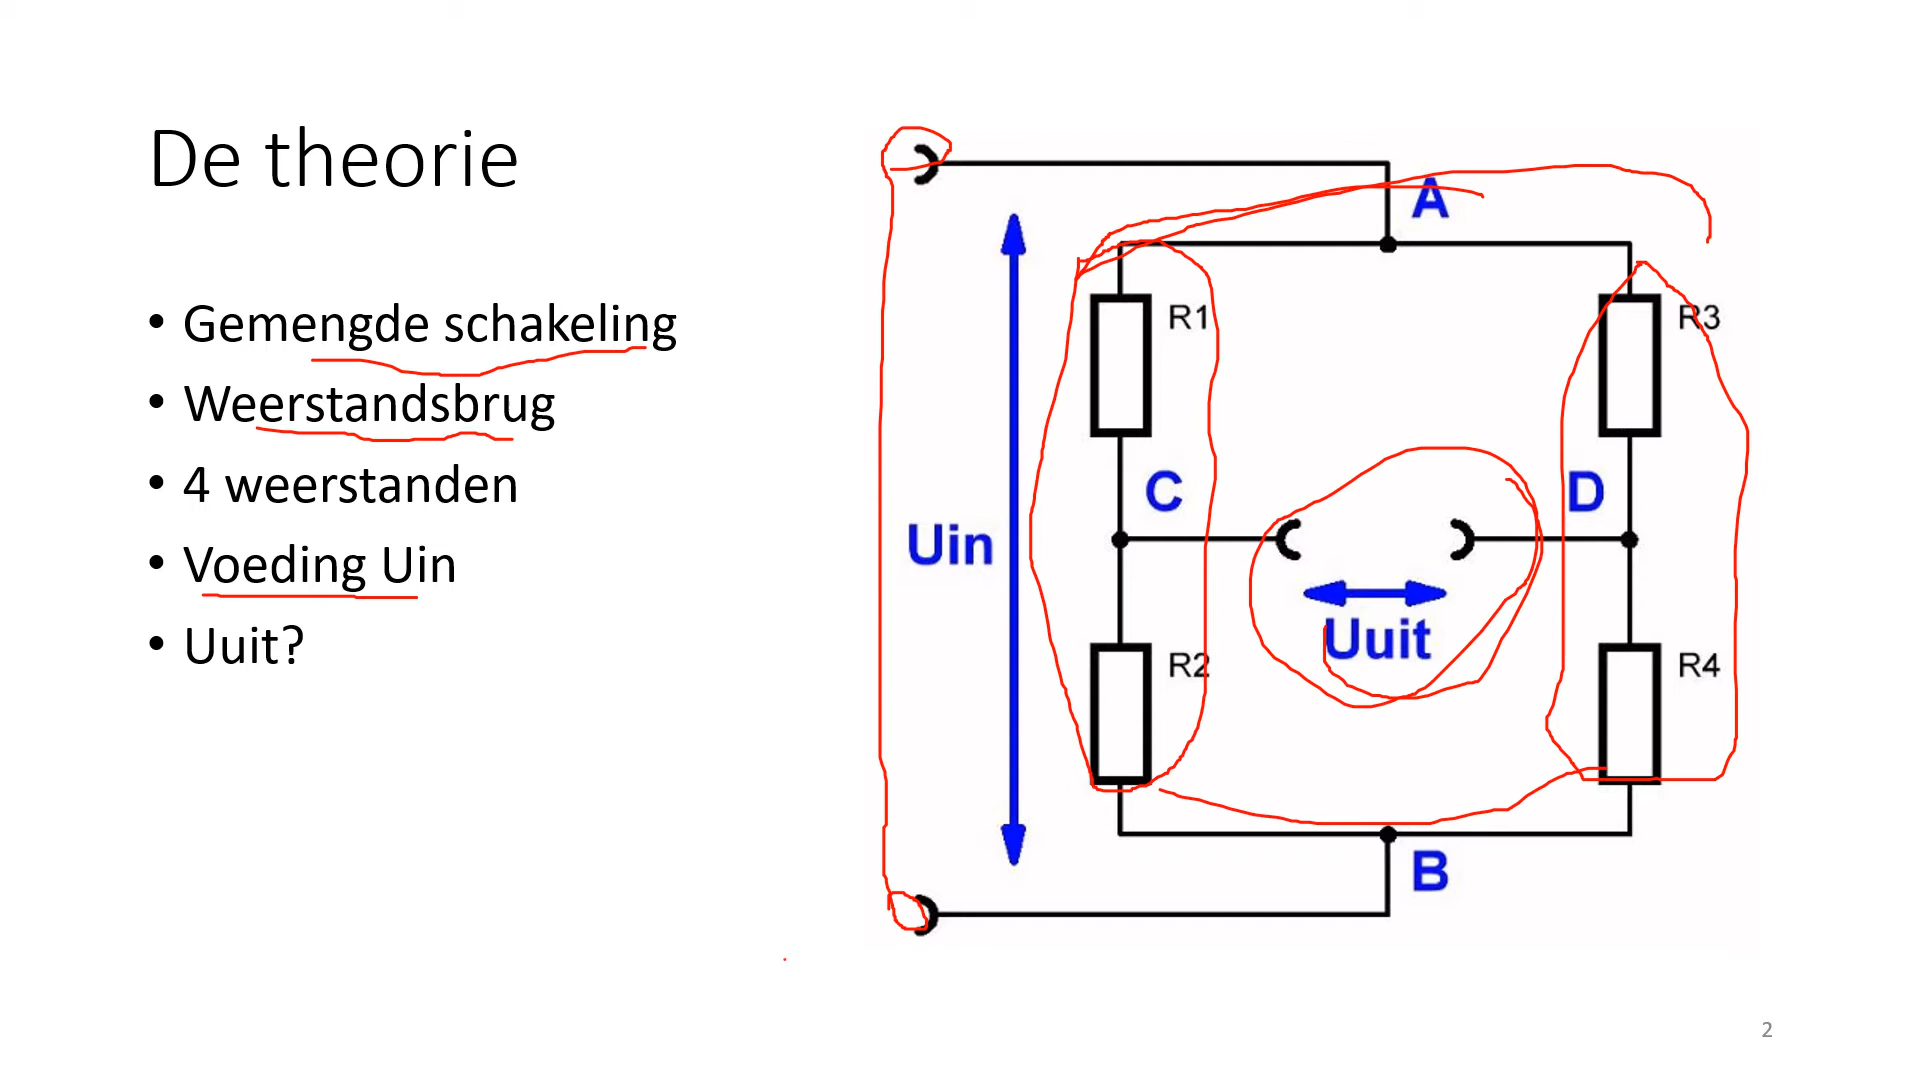 De theorie
• Gemengde schakeling
• Weerstandsbrug
• 4 weerstanden
• Voeding Uin
• Uuit?
A
R1
R3
C
D
Uin
Uuit
R2
R4
B
2